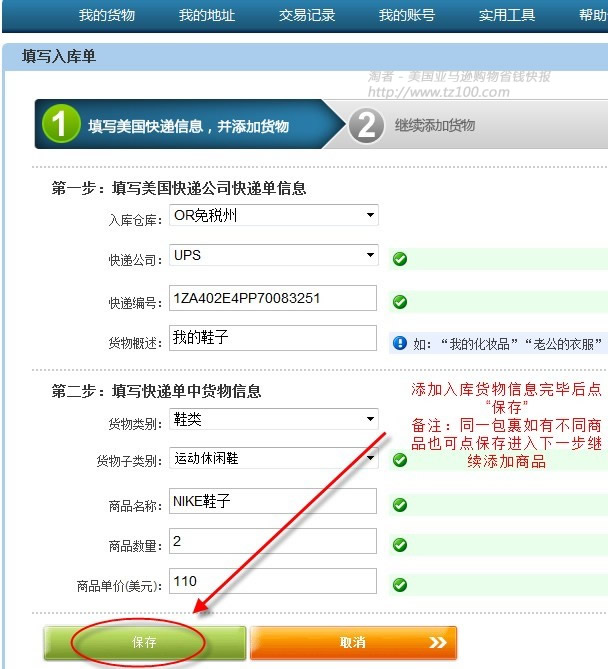 我的货物 我的地址 交易记录 我的账号 实用工具 帮助
填写入库单
淘者 - 美国亚马逊购物省钱快报
http://www.tz100.com
1 填写美国快递信息，并添加货物 2 继续添加货物
第一步：填写美国快递公司快递单信息
入库仓库： OR免税州
快递公司： UPS
快递编号： 1ZA402E4PP70083251
货物概述： 我的鞋子 如：“我的化妆品”“老公的衣服”
第二步：填写快递单中货物信息
添加入库货物信息完毕后点
“保存”
备注：同一包裹如有不同商
品也可点保存进入下一步继
续添加商品
货物类别： 鞋类
货物子类别： 运动休闲鞋
商品名称： NIKE鞋子
商品数量： 2
商品单价(美元)： 110
保存 取消 »